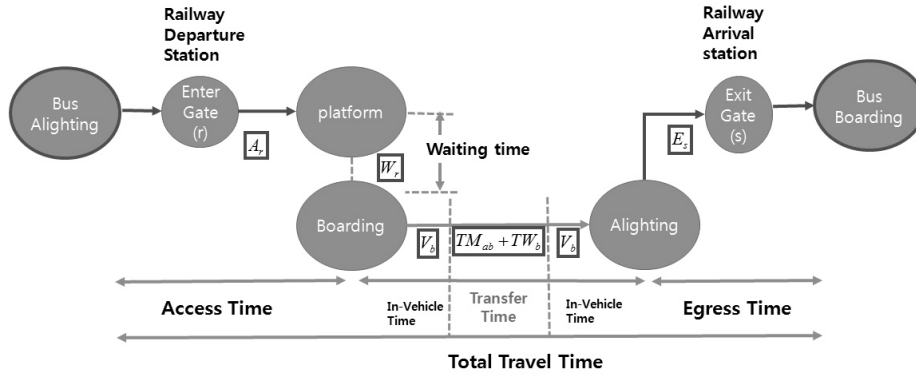 Railway
Departure
Station
Railway
Arrival
station
Bus
Alighting
Enter
Gate
(r)
platform
Exit
Gate
(s)
Bus
Boarding
A_r
Waiting time
E_s
W_r
Boarding
Alighting
V_b
TM_ab + TW_b
V_b
Access Time
In-Vehicle
Time
Transfer
Time
In-Vehicle
Time
Egress Time
Total Travel Time